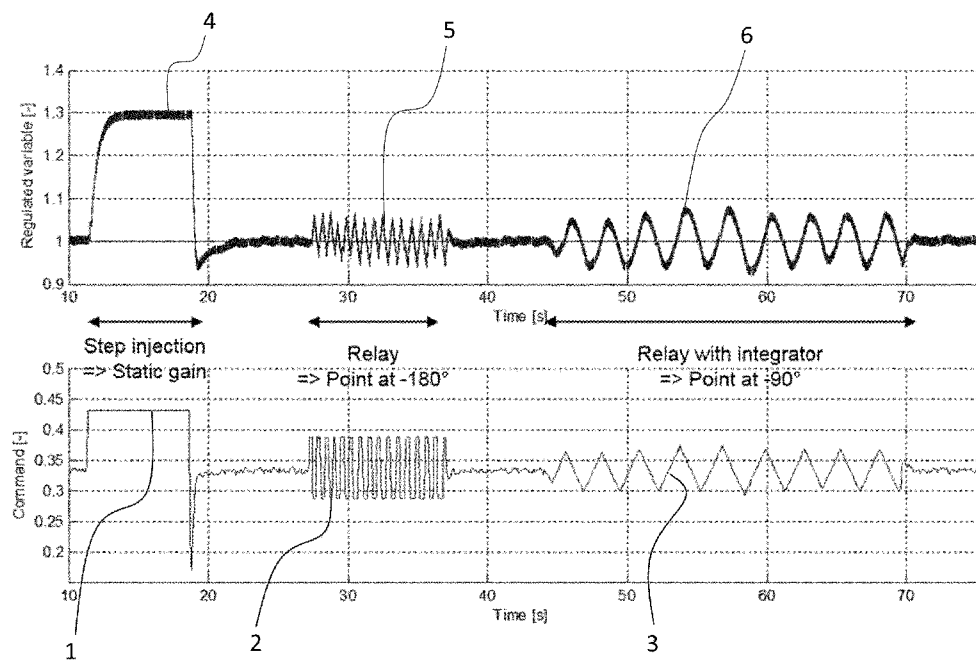 4
5
6
Regulated variable [-]
1.4
1.3
1.2
1.1
1
0.9
10 20 30 40 50 60 70
Time [s]
Step injection
=> Static gain
Relay
=> Point at -180°
Relay with integrator
=> Point at -90°
Command [-]
0.5
0.45
0.4
0.35
0.3
0.25
0.2
10 20 30 40 50 60 70
Time [s]
1
2
3